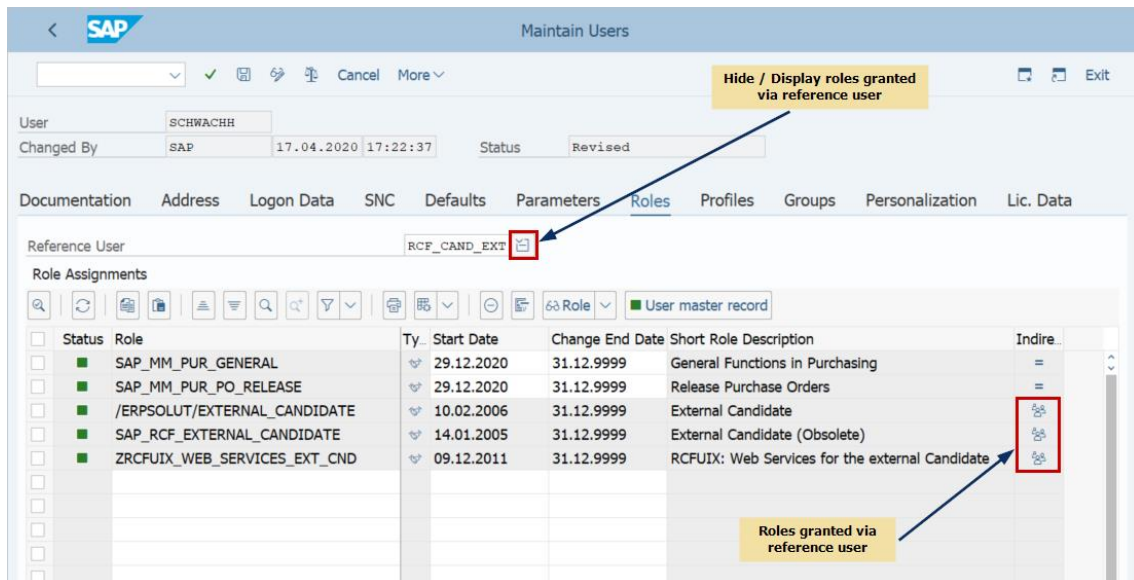 SAP
Maintain Users
Cancel More Exit
Hide / Display roles granted
via reference user
User SCHWACHH
Changed By SAP 17.04.2020 17:22:37 Status Revised
Documentation Address Logon Data SNC Defaults Parameters Roles Profiles Groups Personalization Lic. Data
Reference User RCF_CAND_EXT
Role Assignments
Role User master record
Status Role Ty... Start Date Change End Date Short Role Description Indire...
SAP_MM_PUR_GENERAL 29.12.2020 31.12.9999 General Functions in Purchasing =
SAP_MM_PUR_PO_RELEASE 29.12.2020 31.12.9999 Release Purchase Orders =
/ERPSOLUT/EXTERNAL_CANDIDATE 10.02.2006 31.12.9999 External Candidate
SAP_RCF_EXTERNAL_CANDIDATE 14.01.2005 31.12.9999 External Candidate (Obsolete)
ZRCFUIX_WEB_SERVICES_EXT_CND 09.12.2011 31.12.9999 RCFUIX: Web Services for the external Candidate
Roles granted via
reference user